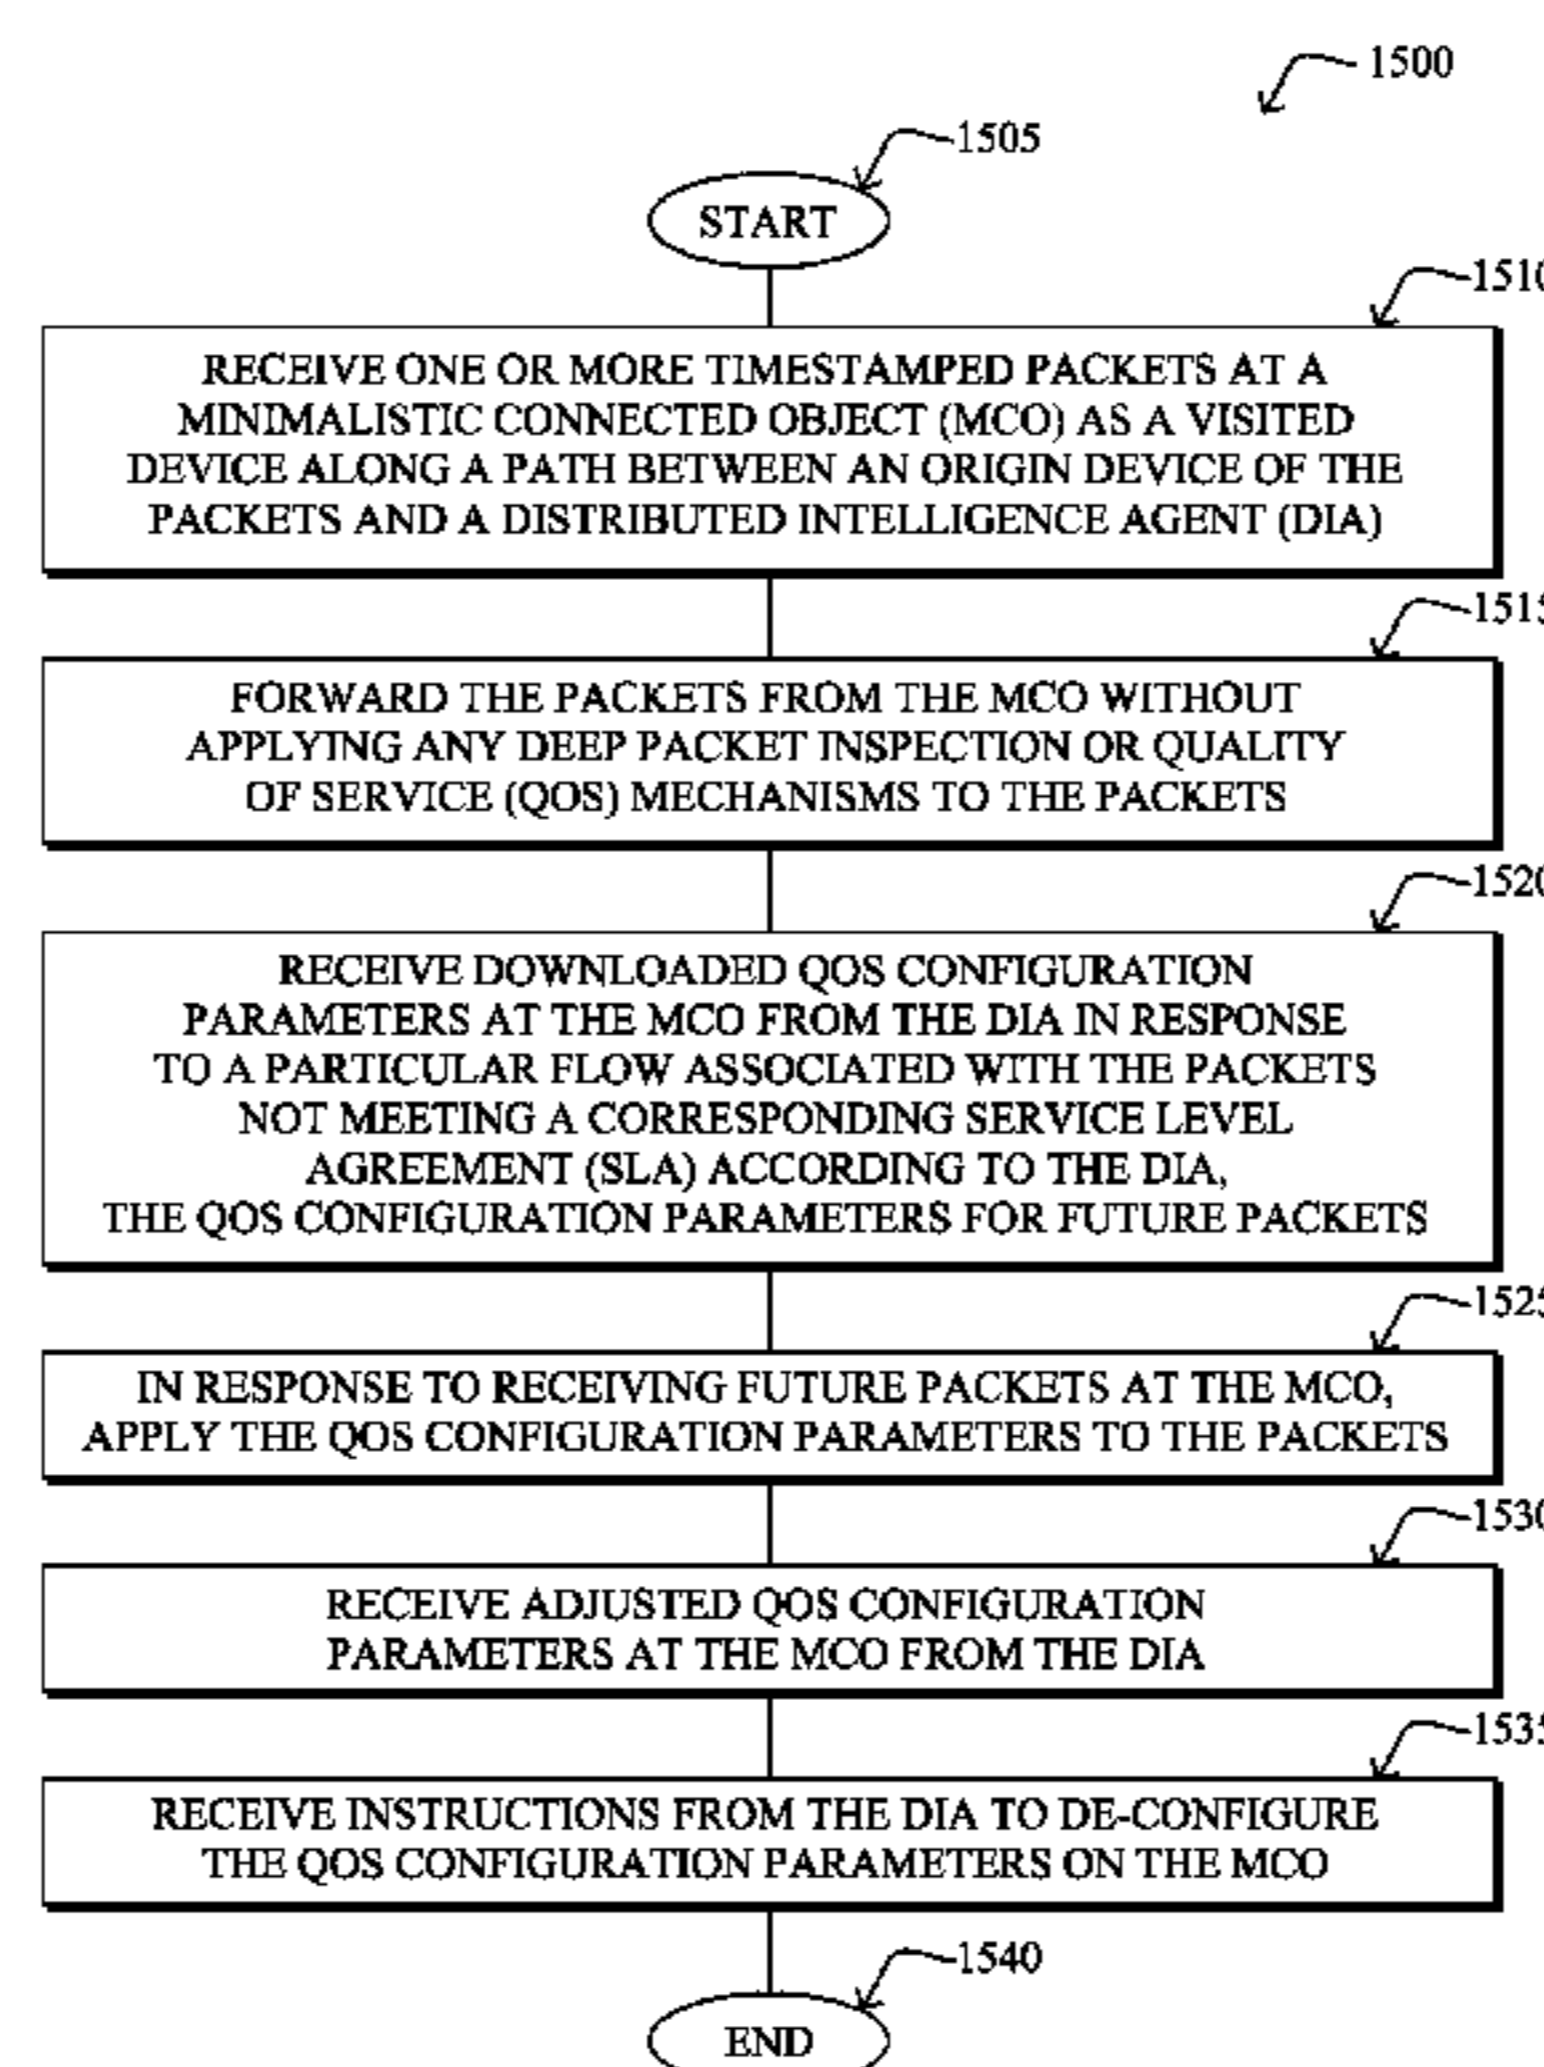 1500
1505
START
1510
RECEIVE ONE OR MORE TIMESTAMPED PACKETS AT A
MINIMALISTIC CONNECTED OBJECT (MCO) AS A VISITED
DEVICE ALONG A PATH BETWEEN AN ORIGIN DEVICE OF THE
PACKETS AND A DISTRIBUTED INTELLIGENCE AGENT (DIA)
1515
FORWARD THE PACKETS FROM THE MCO WITHOUT
APPLYING ANY DEEP PACKET INSPECTION OR QUALITY
OF SERVICE (QOS) MECHANISMS TO THE PACKETS
1520
RECEIVE DOWNLOADED QOS CONFIGURATION
PARAMETERS AT THE MCO FROM THE DIA IN RESPONSE
TO A PARTICULAR FLOW ASSOCIATED WITH THE PACKETS
NOT MEETING A CORRESPONDING SERVICE LEVEL
AGREEMENT (SLA) ACCORDING TO THE DIA,
THE QOS CONFIGURATION PARAMETERS FOR FUTURE PACKETS
1525
IN RESPONSE TO RECEIVING FUTURE PACKETS AT THE MCO,
APPLY THE QOS CONFIGURATION PARAMETERS TO THE PACKETS
1530
RECEIVE ADJUSTED QOS CONFIGURATION
PARAMETERS AT THE MCO FROM THE DIA
1535
RECEIVE INSTRUCTIONS FROM THE DIA TO DE-CONFIGURE
THE QOS CONFIGURATION PARAMETERS ON THE MCO
1540
END